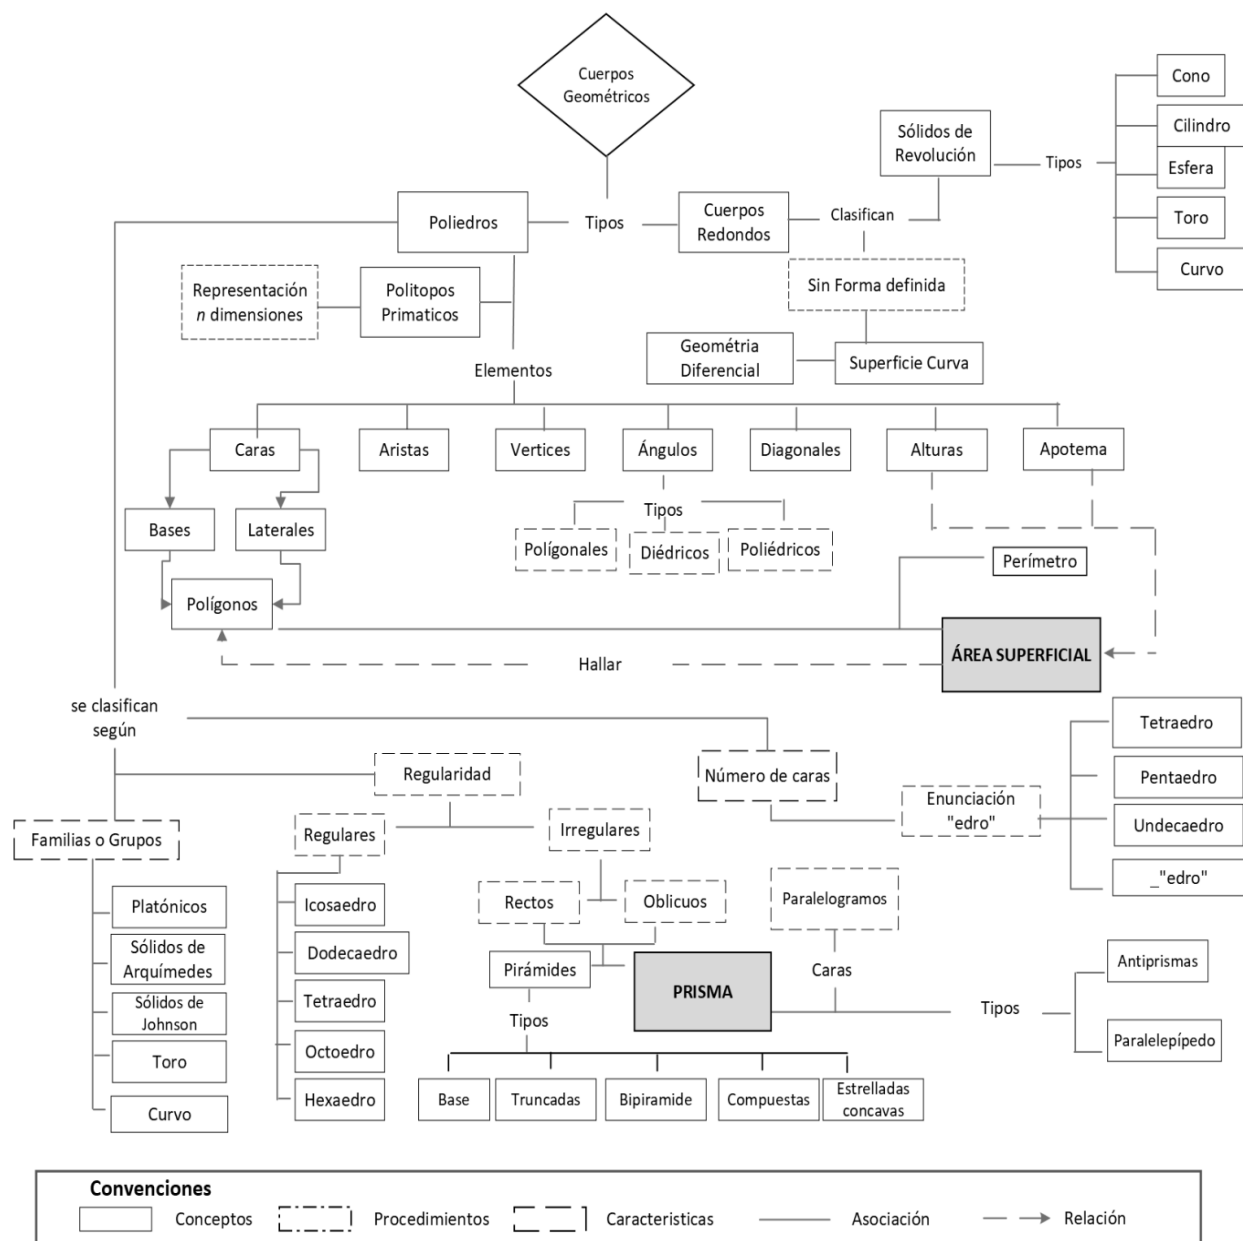 Cuerpos
Geométricos
Sólidos de
Revolución
Tipos
Cono
Cilindro
Esfera
Toro
Curvo
Poliedros
Tipos
Cuerpos
Redondos
Clasifican
Representación
n dimensiones
Politopos
Primaticos
Sin Forma definida
Elementos
Geométria
Diferencial
Superficie Curva
Caras
Aristas
Vertices
Ángulos
Diagonales
Alturas
Apotema
Bases
Laterales
Tipos
Polígonales
Diédricos
Poliédricos
Perímetro
Polígonos
Hallar
ÁREA SUPERFICIAL
se clasifican
según
Regularidad
Número de caras
Enunciación
"edro"
Tetraedro
Pentaedro
Undecaedro
_"edro"
Familias o Grupos
Regulares
Irregulares
Platónicos
Sólidos de
Arquímedes
Sólidos de
Johnson
Toro
Curvo
Icosaedro
Dodecaedro
Tetraedro
Octoedro
Hexaedro
Rectos
Oblicuos
Paralelogramos
Pirámides
PRISMA
Caras
Tipos
Antiprismas
Paralelepípedo
Tipos
Base
Truncadas
Bipiramide
Compuestas
Estrelladas
concavas
Convenciones
Conceptos
Procedimientos
Caracteristicas
Asociación
Relación